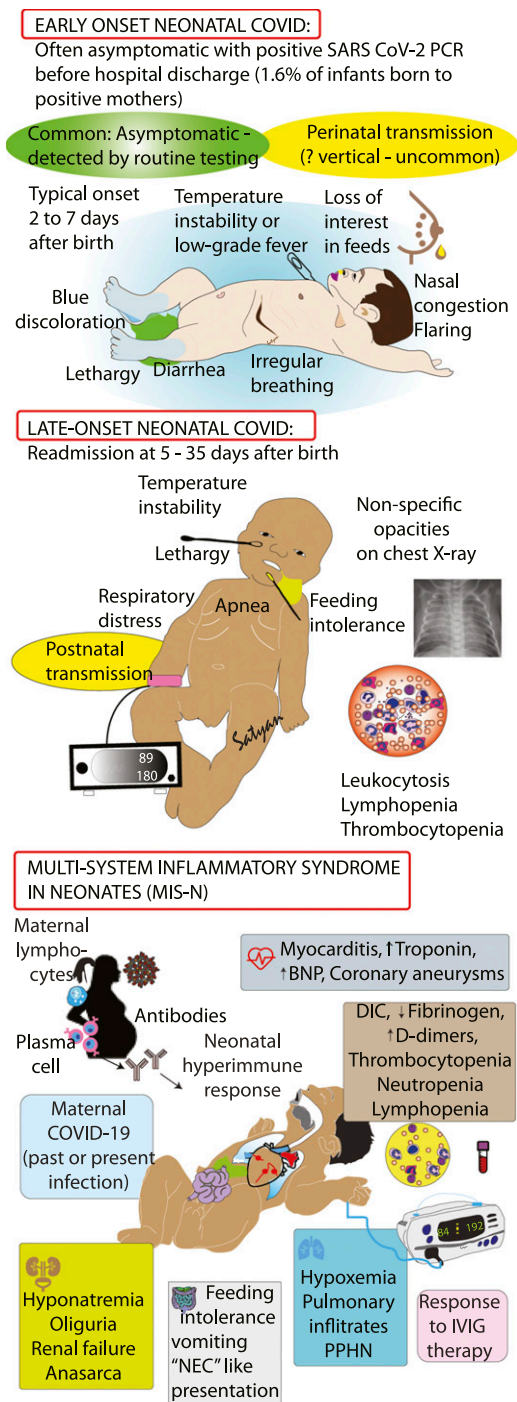 EARLY ONSET NEONATAL COVID:
Often asymptomatic with positive SARS CoV-2 PCR
before hospital discharge (1.6% of infants born to
positive mothers)
Common: Asymptomatic -
detected by routine testing
Perinatal transmission
(? vertical - uncommon)
Typical onset
2 to 7 days
after birth
Temperature
instability or
low-grade fever
Loss of
interest
in feeds
Blue
discoloration
Nasal
congestion
Flaring
Lethargy
Diarrhea
Irregular
breathing
LATE-ONSET NEONATAL COVID:
Readmission at 5 - 35 days after birth
Temperature
instability
Lethargy
Non-specific
opacities
on chest X-ray
Respiratory
distress
Apnea
Feeding
intolerance
Postnatal
transmission
Satyan
89
180
Leukocytosis
Lymphopenia
Thrombocytopenia
MULTI-SYSTEM INFLAMMATORY SYNDROME
IN NEONATES (MIS-N)
Maternal
lympho-
cytes
Myocarditis, ↑Troponin,
↑BNP, Coronary aneurysms
Antibodies
Plasma
cell
Neonatal
hyperimmune
response
DIC, ↓Fibrinogen,
↑D-dimers,
Thrombocytopenia
Neutropenia
Lymphopenia
Maternal
COVID-19
(past or present
infection)
84 192
Hyponatremia
Oliguria
Renal failure
Anasarca
Feeding
intolerance
vomiting
"NEC" like
presentation
Hypoxemia
Pulmonary
inflitrates
PPHN
Response
to IVIG
therapy